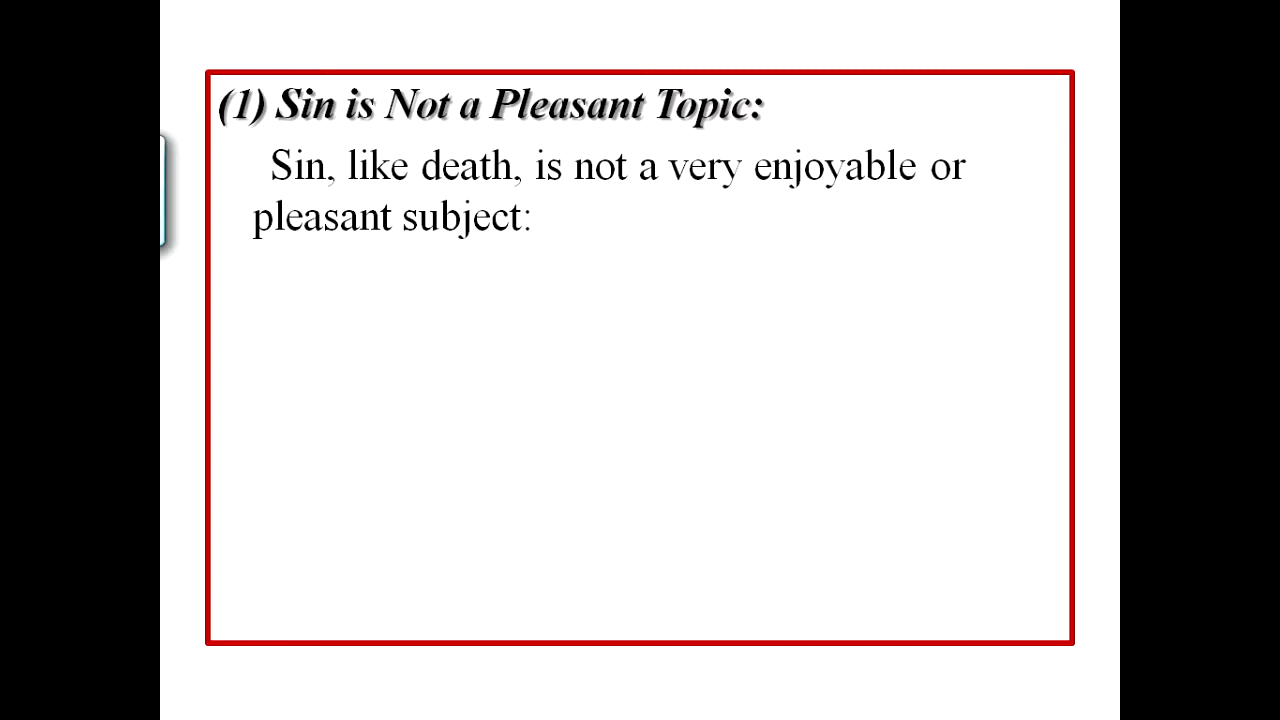 (1) Sin is Not a Pleasant Topic:
Sin, like death, is not a very enjoyable or
pleasant subject: